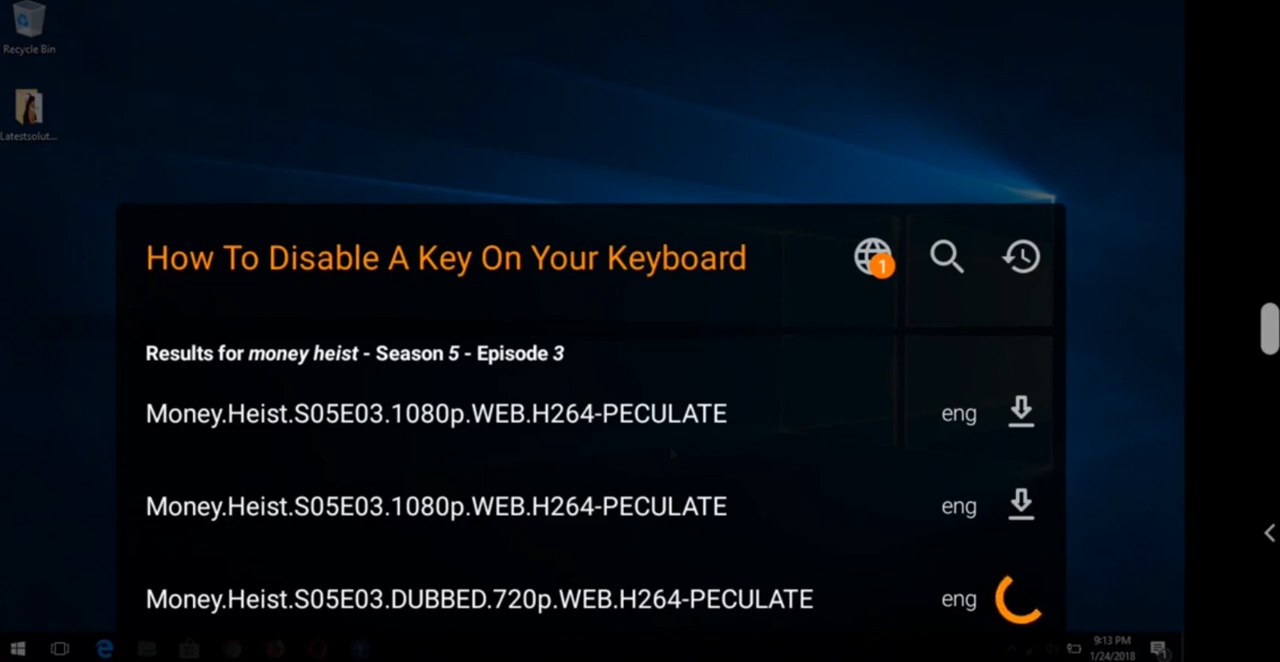 Recycle Bin
Latestsolut...
How To Disable A Key On Your Keyboard
1
Results for money heist - Season 5 - Episode 3
Money.Heist.S05E03.1080p.WEB.H264-PECULATE eng
Money.Heist.S05E03.1080p.WEB.H264-PECULATE eng
Money.Heist.S05E03.DUBBED.720p.WEB.H264-PECULATE eng
9:13 PM
1/24/2018
1